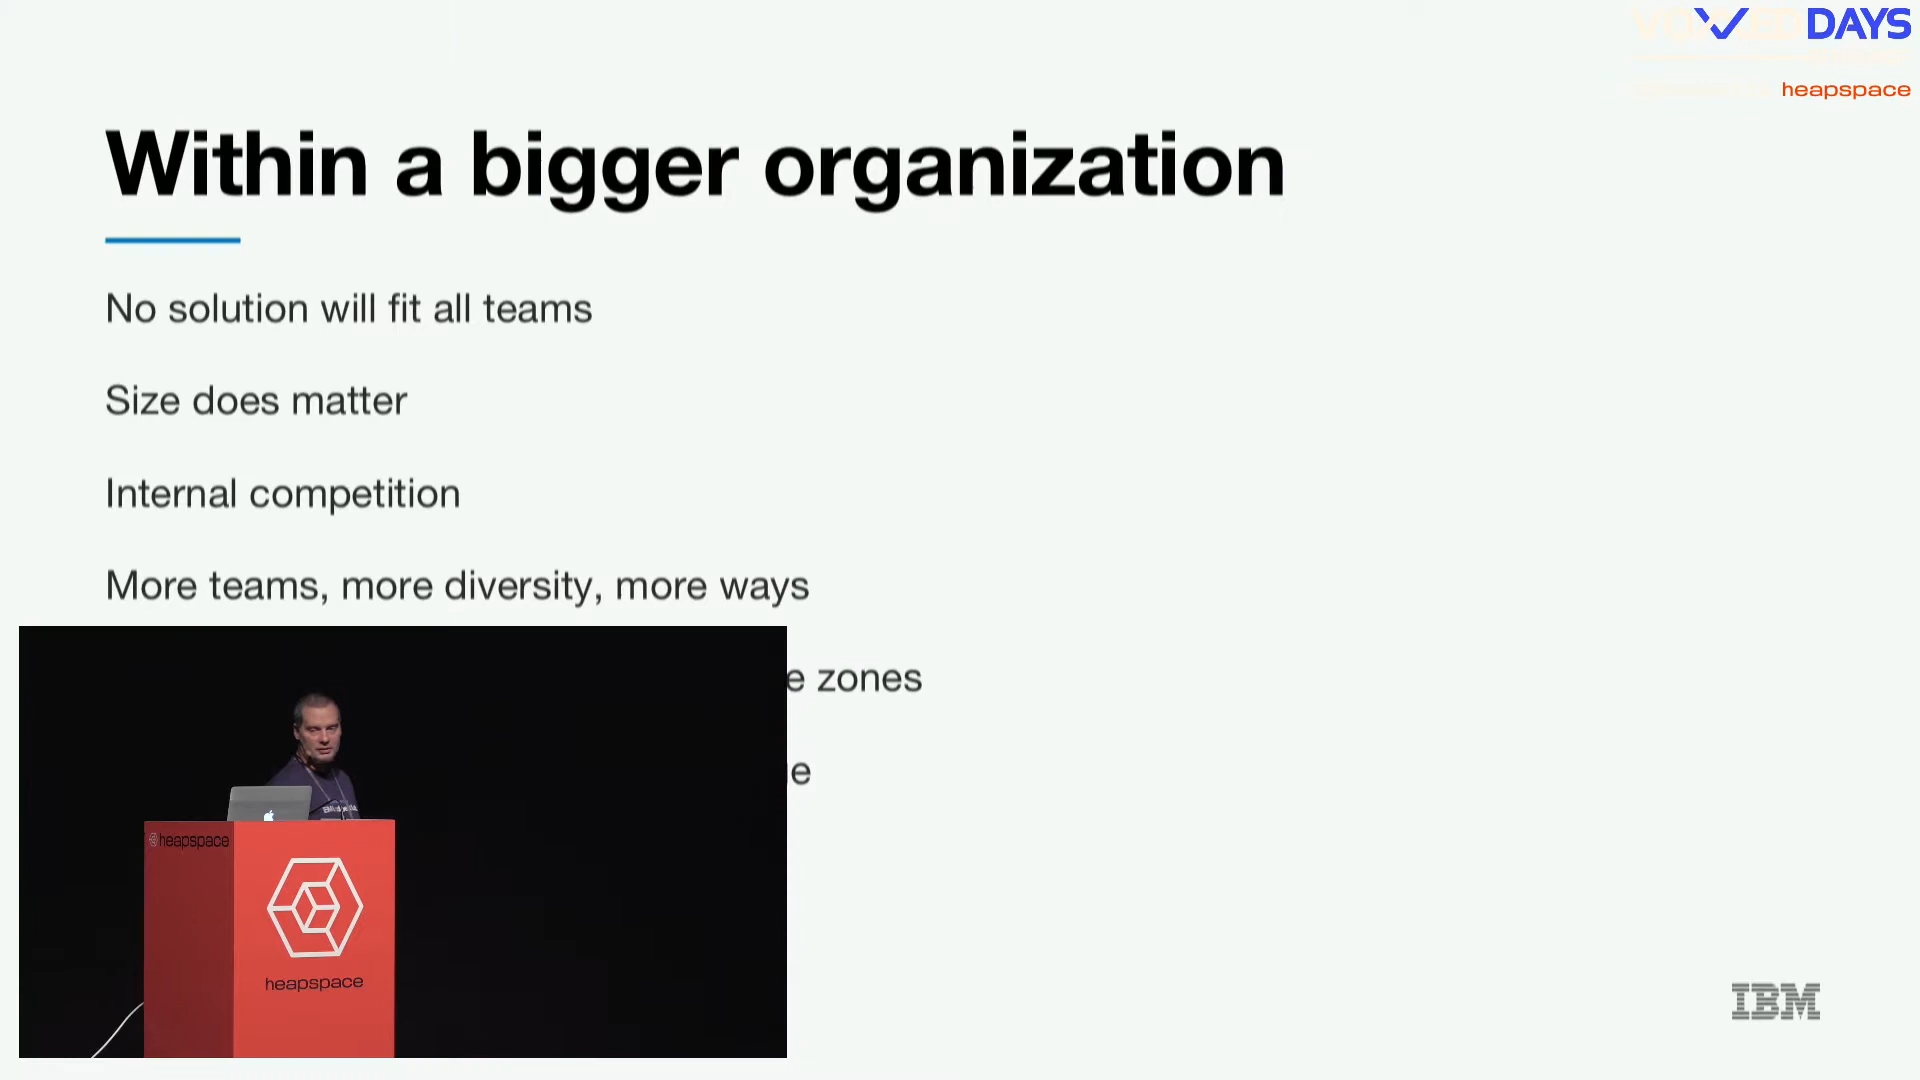 VOXXED DAYS
heapspace
Within a bigger organization
No solution will fit all teams
Size does matter
Internal competition
More teams, more diversity, more ways
e zones
e
heapspace
heapspace
IBM